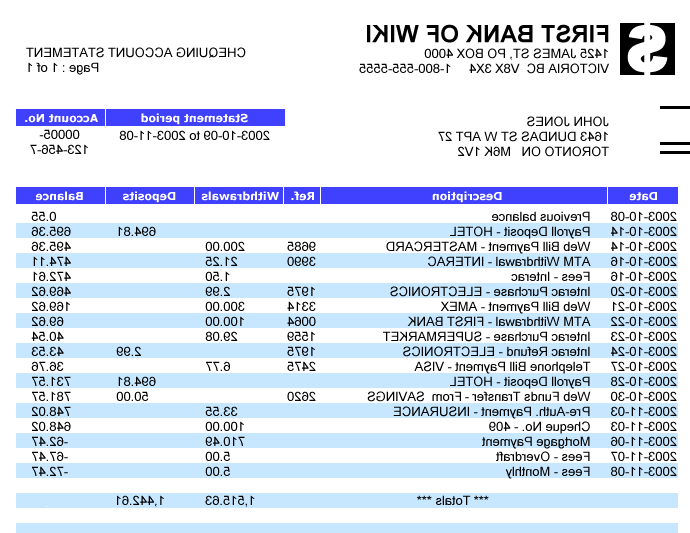 FIRST BANK OF WIKI
1425 JAMES ST, PO BOX 4000
VICTORIA BC V8X 3X4 1-800-555-5555
CHEQUING ACCOUNT STATEMENT
Page : 1 of 1
JOHN JONES
1643 DUNDAS ST W APT 27
TORONTO ON M6K 1V2
Statement period Account No.
2003-10-09 to 2003-11-08 00005-
123-456-7
Date Description Ref. Withdrawals Deposits Balance
2003-10-08 Previous balance 0.55
2003-10-14 Payroll Deposit - HOTEL 694.81 695.36
2003-10-14 Web Bill Payment - MASTERCARD 9685 200.00 495.36
2003-10-16 ATM Withdrawal - INTERAC 3990 21.25 474.11
2003-10-16 Fees - Interac 1.50 472.61
2003-10-20 Interac Purchase - ELECTRONICS 1975 2.99 469.62
2003-10-21 Web Bill Payment - AMEX 3314 300.00 169.62
2003-10-22 ATM Withdrawal - FIRST BANK 0064 100.00 69.62
2003-10-23 Interac Purchase - SUPERMARKET 1559 29.08 40.54
2003-10-24 Interac Refund - ELECTRONICS 1975 2.99 43.53
2003-10-27 Telephone Bill Payment - VISA 2475 6.77 36.76
2003-10-28 Payroll Deposit - HOTEL 694.81 731.57
2003-10-30 Web Funds Transfer - From SAVINGS 2620 50.00 781.57
2003-11-03 Pre-Auth. Payment - INSURANCE 33.55 748.02
2003-11-03 Cheque No. - 409 100.00 648.02
2003-11-06 Mortgage Payment 710.49 -62.47
2003-11-07 Fees - Overdraft 5.00 -67.47
2003-11-08 Fees - Monthly 5.00 -72.47
*** Totals *** 1,515.63 1,442.61